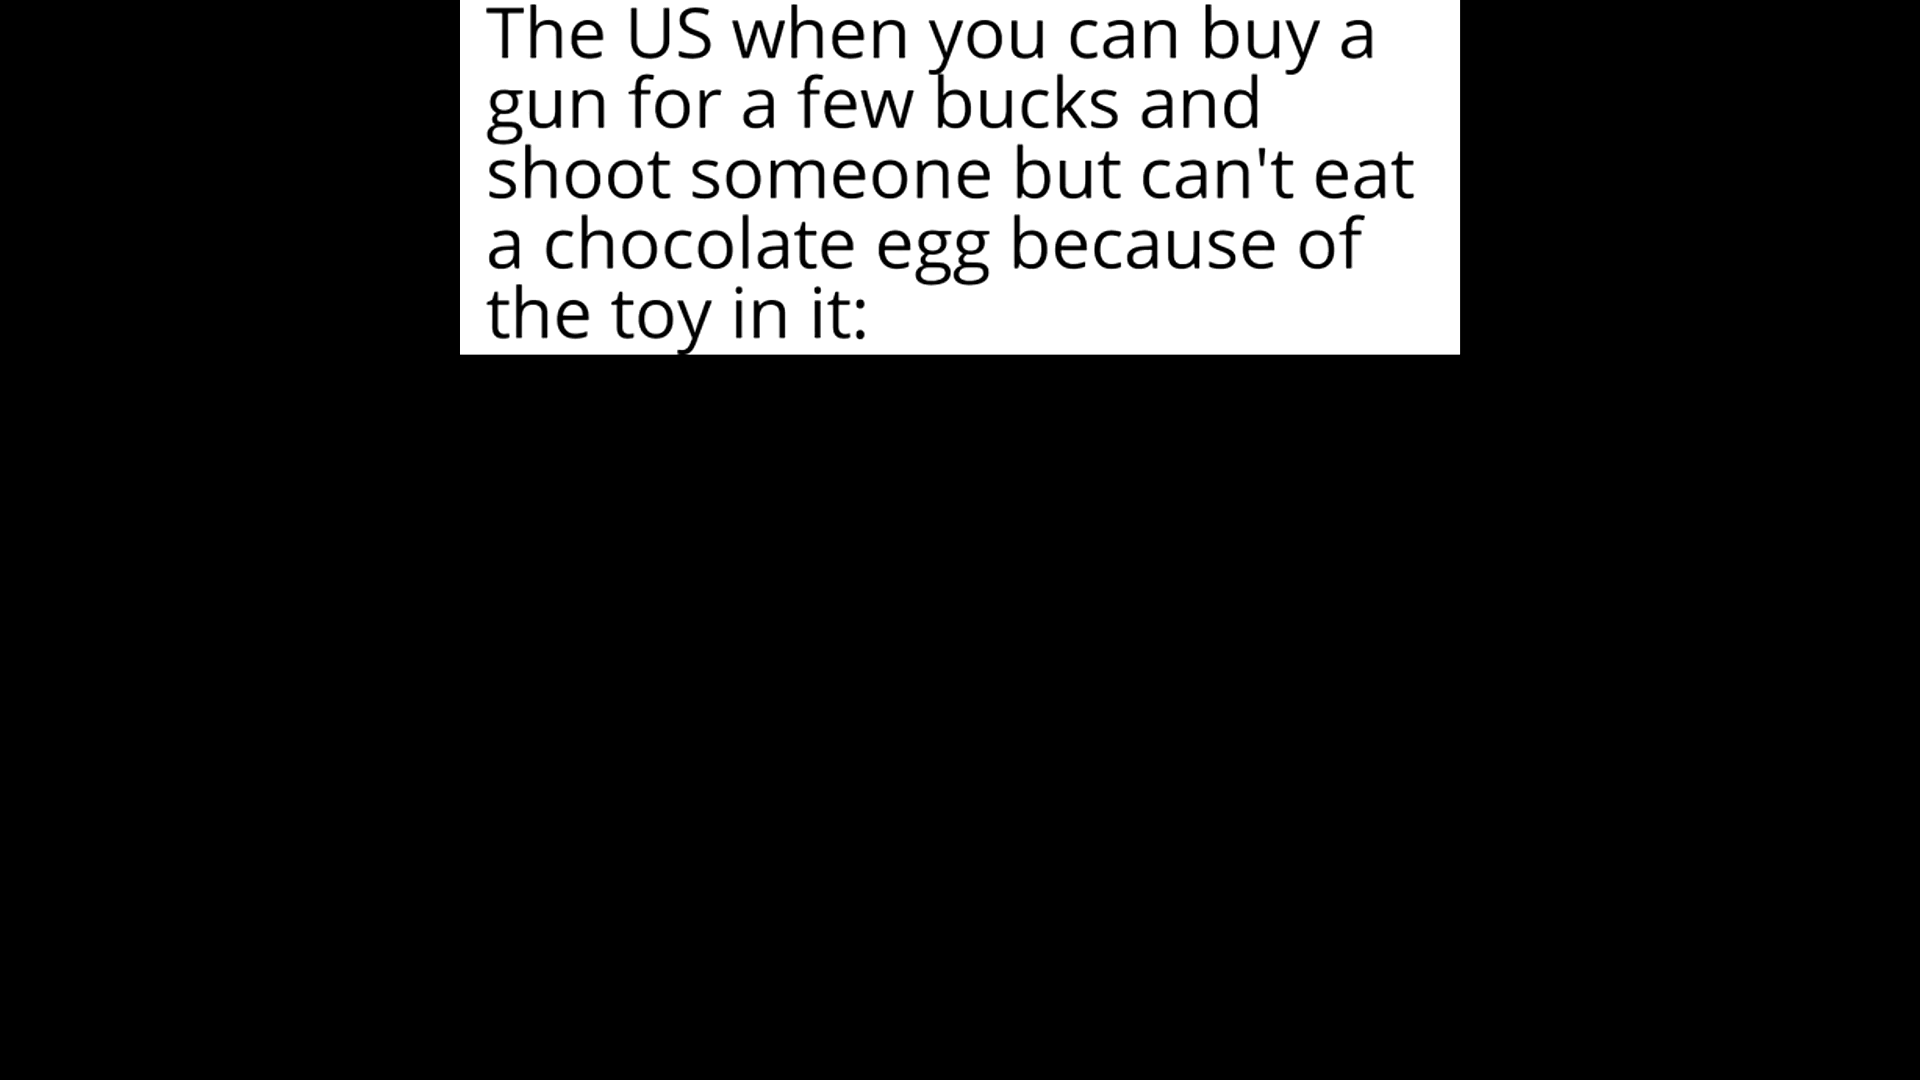 The US when you can buy a
gun for a few bucks and
shoot someone but can't eat
a chocolate egg because of
the toy in it: